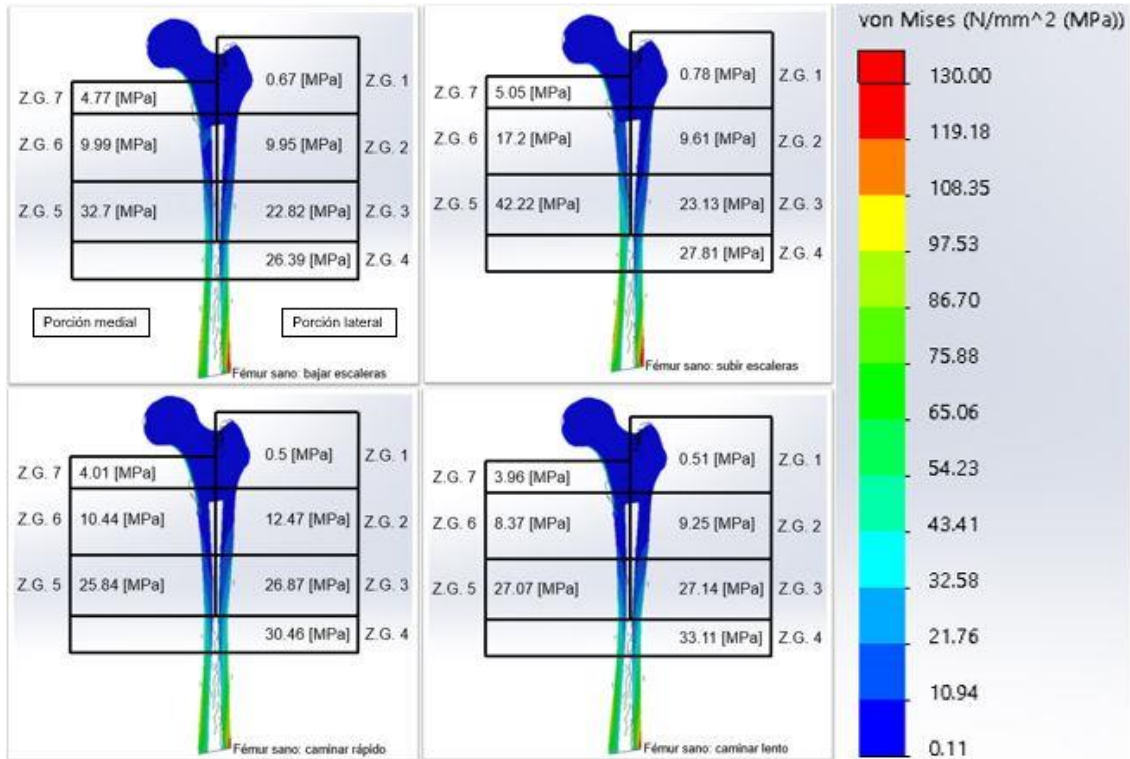 0.67 [MPa] Z.G. 1
Z.G. 7 4.77 [MPa]
Z.G. 6 9.99 [MPa] 9.95 [MPa] Z.G. 2
Z.G. 5 32.7 [MPa] 22.82 [MPa] Z.G. 3
26.39 [MPa] Z.G. 4
Porción medial Porción lateral
Fémur sano: bajar escaleras
0.78 [MPa] Z.G. 1
Z.G. 7 5.05 [MPa]
Z.G. 6 17.2 [MPa] 9.61 [MPa] Z.G. 2
Z.G. 5 42.22 [MPa] 23.13 [MPa] Z.G. 3
27.81 [MPa] Z.G. 4
Fémur sano: subir escaleras
0.5 [MPa] Z.G. 1
Z.G. 7 4.01 [MPa]
Z.G. 6 10.44 [MPa] 12.47 [MPa] Z.G. 2
Z.G. 5 25.84 [MPa] 26.87 [MPa] Z.G. 3
30.46 [MPa] Z.G. 4
Fémur sano: caminar rápido
0.51 [MPa] Z.G. 1
Z.G. 7 3.96 [MPa]
Z.G. 6 8.37 [MPa] 9.25 [MPa] Z.G. 2
Z.G. 5 27.07 [MPa] 27.14 [MPa] Z.G. 3
33.11 [MPa] Z.G. 4
Fémur sano: caminar lento
von Mises (N/mm^2 (MPa))
130.00
119.18
108.35
97.53
86.70
75.88
65.06
54.23
43.41
32.58
21.76
10.94
0.11